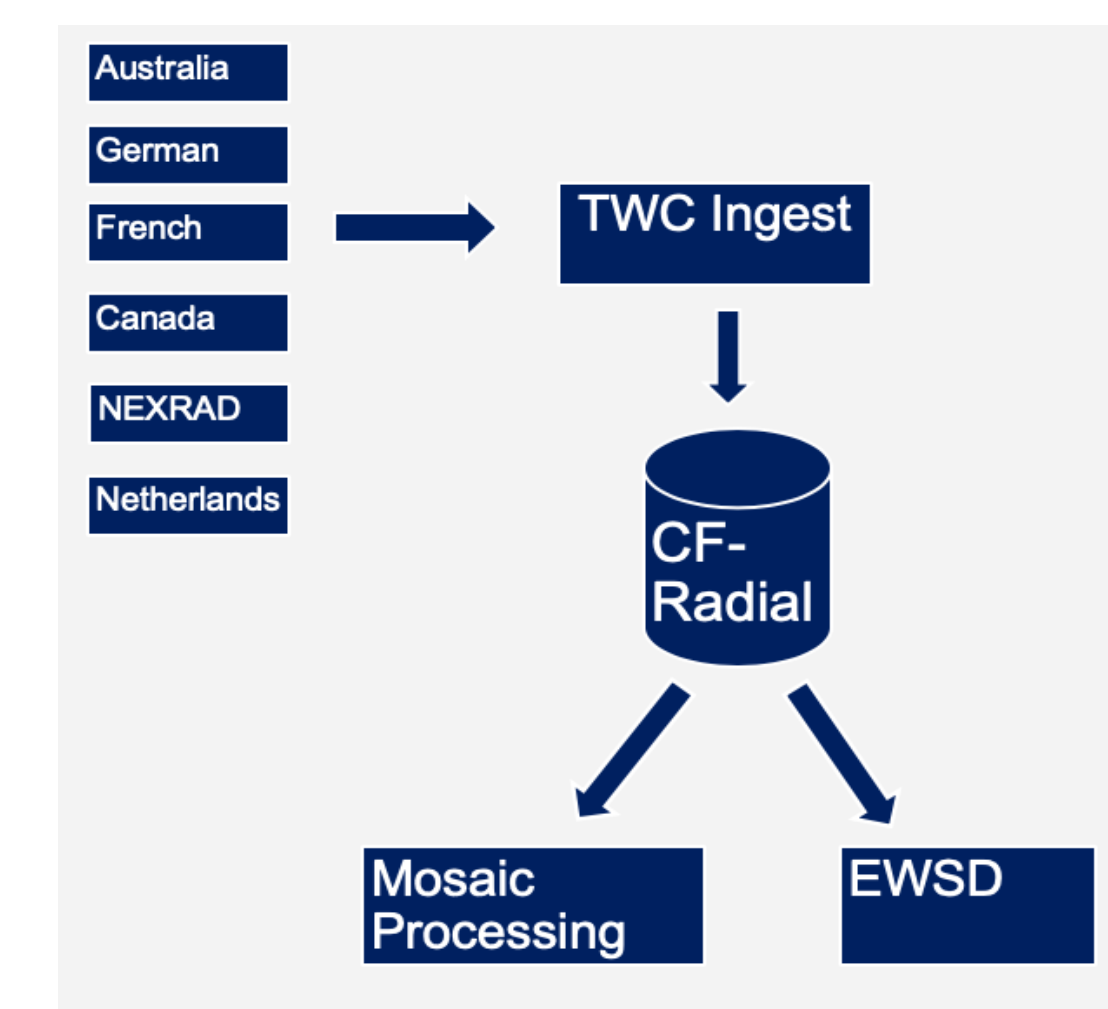 Australia
German
French
Canada
NEXRAD
Netherlands
TWC Ingest
CF-
Radial
Mosaic
Processing
EWSD